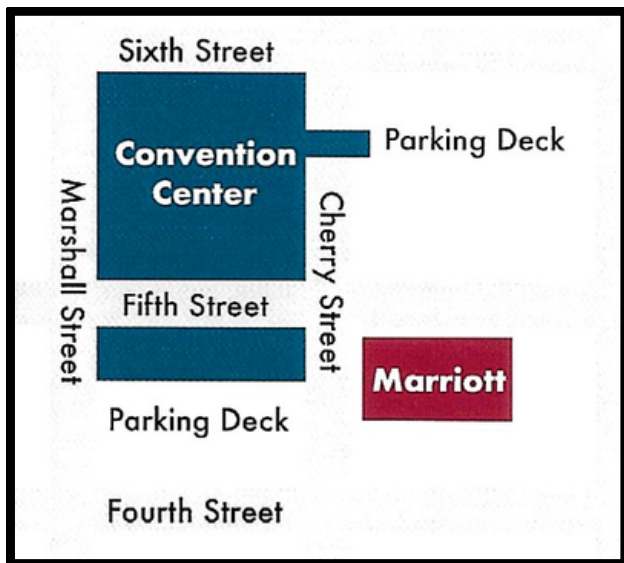 Sixth Street
Convention
Center
Parking Deck
Marshall Street
Cherry Street
Fifth Street
Marriott
Parking Deck
Fourth Street